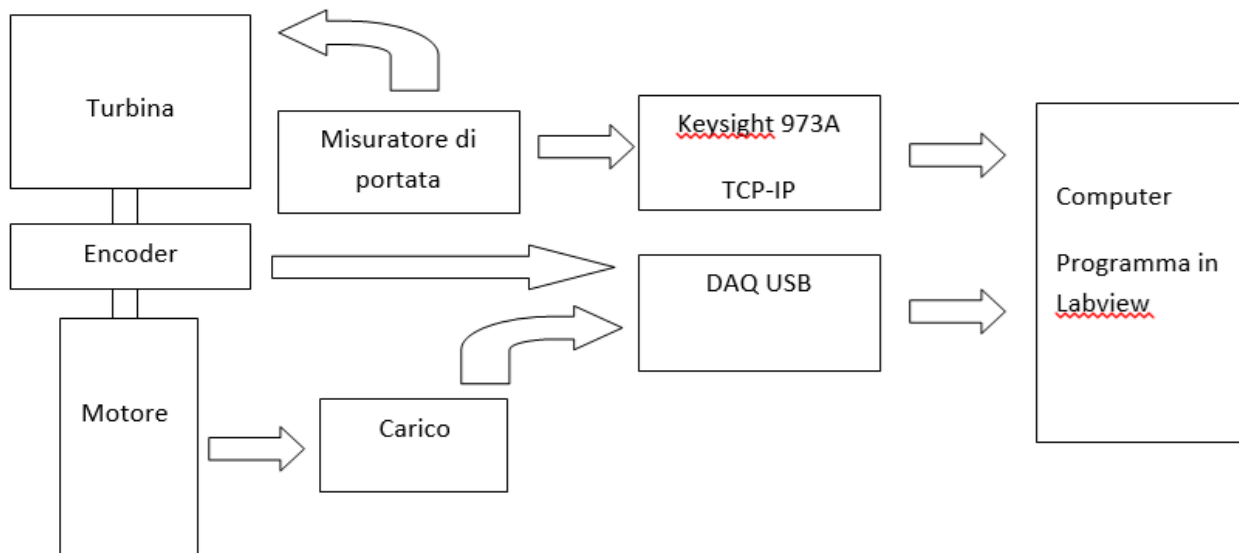 Turbina
Misuratore di
portata
Keysight 973A
TCP-IP
Computer
Programma in
Labview
Encoder
DAQ USB
Motore
Carico